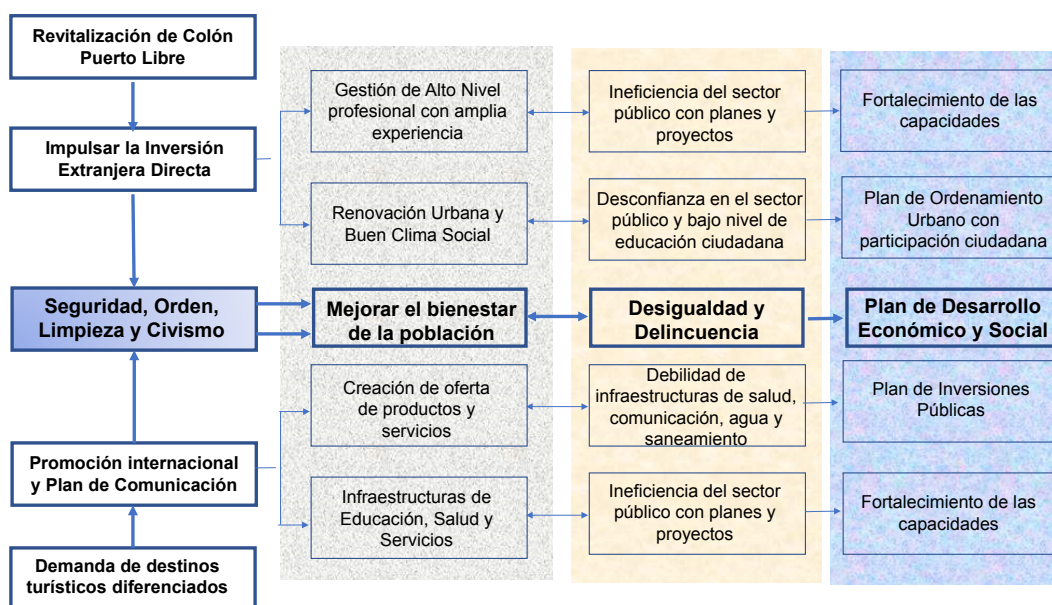 Revitalización de Colón
Puerto Libre
Impulsar la Inversión
Extranjera Directa
Seguridad, Orden,
Limpieza y Civismo
Promoción internacional
y Plan de Comunicación
Demanda de destinos
turísticos diferenciados
Gestión de Alto Nivel
profesional con amplia
experiencia
Renovación Urbana y
Buen Clima Social
Mejorar el bienestar
de la población
Creación de oferta
de productos y
servicios
Infraestructuras de
Educación, Salud y
Servicios
Ineficiencia del sector
público con planes y
proyectos
Desconfianza en el sector
público y bajo nivel de
educación ciudadana
Desigualdad y
Delincuencia
Debilidad de
infraestructuras de salud,
comunicación, agua y
saneamiento
Ineficiencia del sector
público con planes y
proyectos
Fortalecimiento de las
capacidades
Plan de Ordenamiento
Urbano con
participación ciudadana
Plan de Desarrollo
Económico y Social
Plan de Inversiones
Públicas
Fortalecimiento de las
capacidades